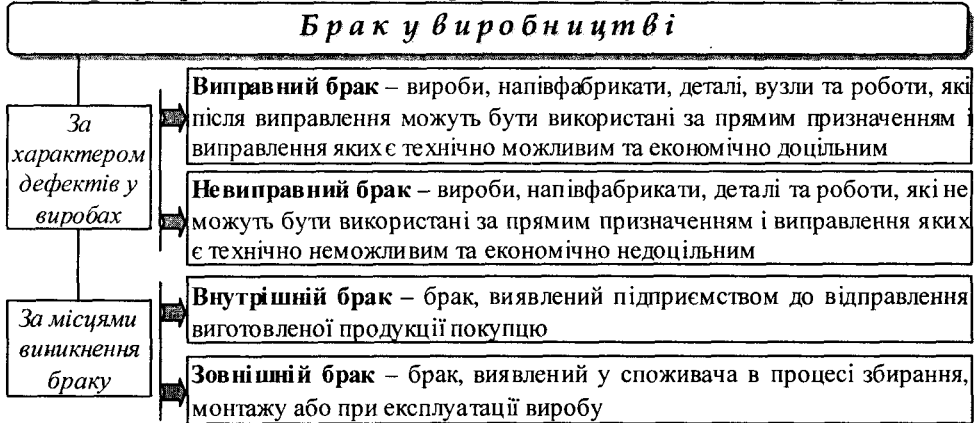 Брак у виробництві
За
характером
дефектів у
виробах
Виправний брак – вироби, напівфабрикати, деталі, вузли та роботи, які
після виправлення можуть бути використані за прямим призначенням і
виправлення яких є технічно можливим та економічно доцільним
Невиправний брак – вироби, напівфабрикати, деталі та роботи, які не
можуть бути використані за прямим призначенням і виправлення яких
є технічно неможливим та економічно недоцільним
За місцями
виникнення
браку
Внутрішній брак – брак, виявлений підприємством до відправлення
виготовленої продукції покупцю
Зовнішній брак – брак, виявлений у споживача в процесі збирання,
монтажу або при експлуатації виробу